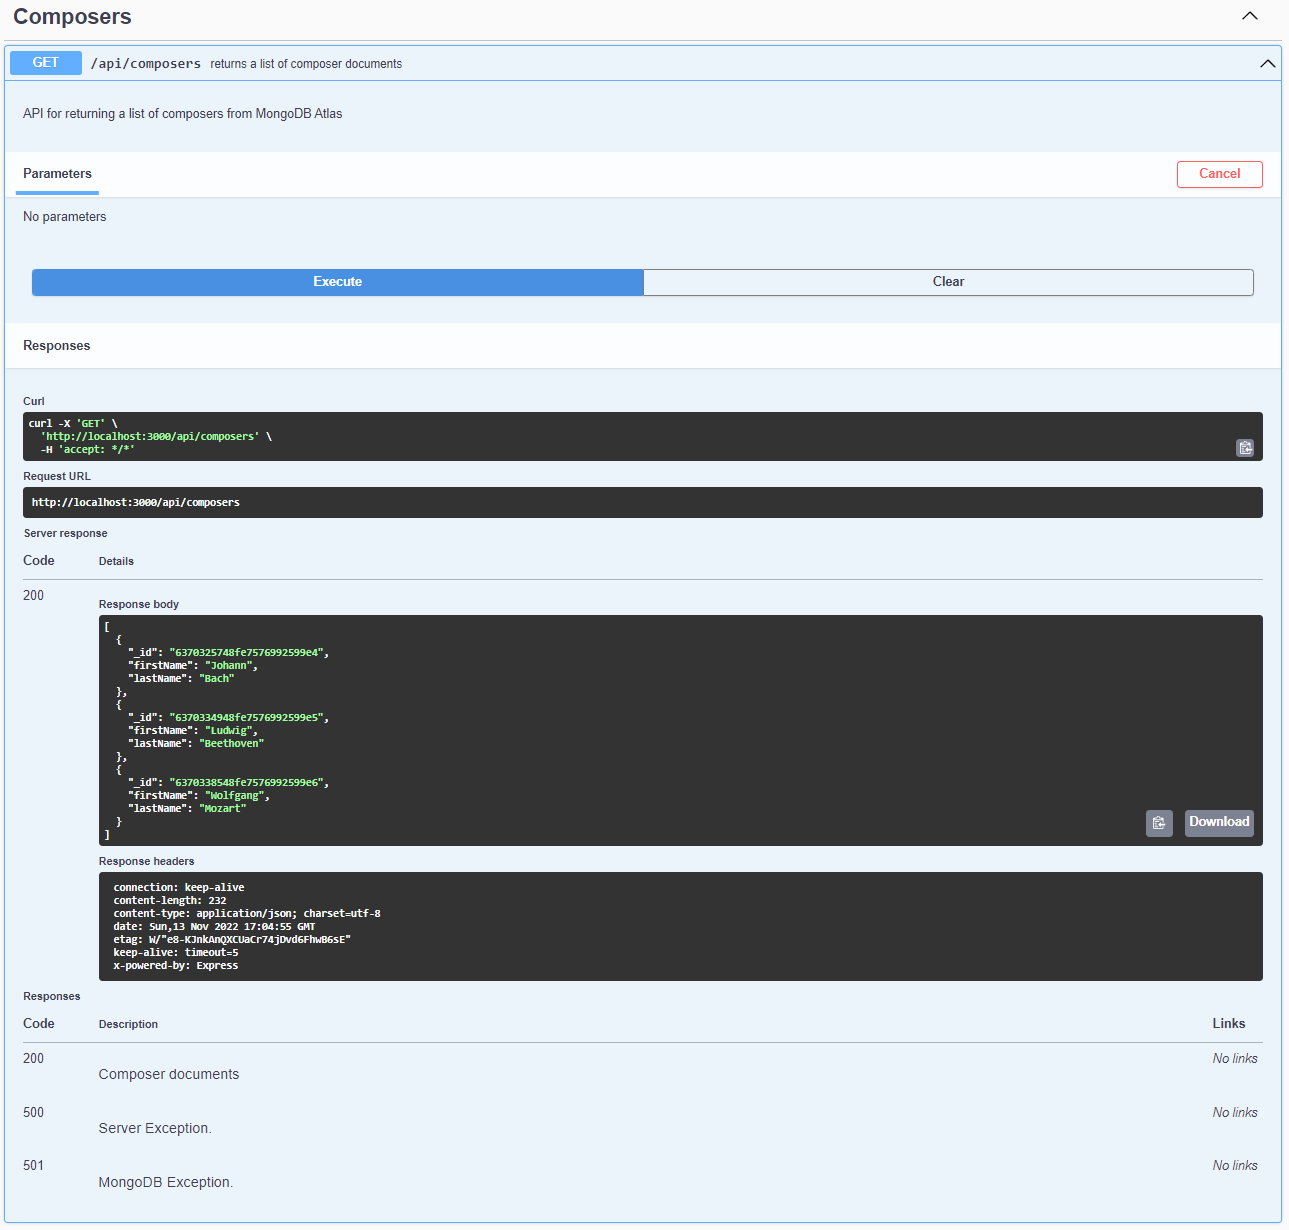 Composers
GET /api/composers returns a list of composer documents
API for returning a list of composers from MongoDB Atlas
Parameters
Cancel
No parameters
Execute
Clear
Responses
Curl
curl -X 'GET' \
  'http://localhost:3000/api/composers' \
  -H 'accept: */*'
Request URL
http://localhost:3000/api/composers
Server response
Code Details
200
Response body
[
  {
    "_id": "6370325748fe7576992599e4",
    "firstName": "Johann",
    "lastName": "Bach"
  },
  {
    "_id": "6370334948fe7576992599e5",
    "firstName": "Ludwig",
    "lastName": "Beethoven"
  },
  {
    "_id": "6370338548fe7576992599e6",
    "firstName": "Wolfgang",
    "lastName": "Mozart"
  }
]
Download
Response headers
connection: keep-alive
content-length: 232
content-type: application/json; charset=utf-8
date: Sun,13 Nov 2022 17:04:55 GMT
etag: W/"e8-KJnkAnQXCUaCr74jDvd6FhwB6sE"
keep-alive: timeout=5
x-powered-by: Express
Responses
Code Description Links
200 No links
Composer documents
500 No links
Server Exception.
501 No links
MongoDB Exception.